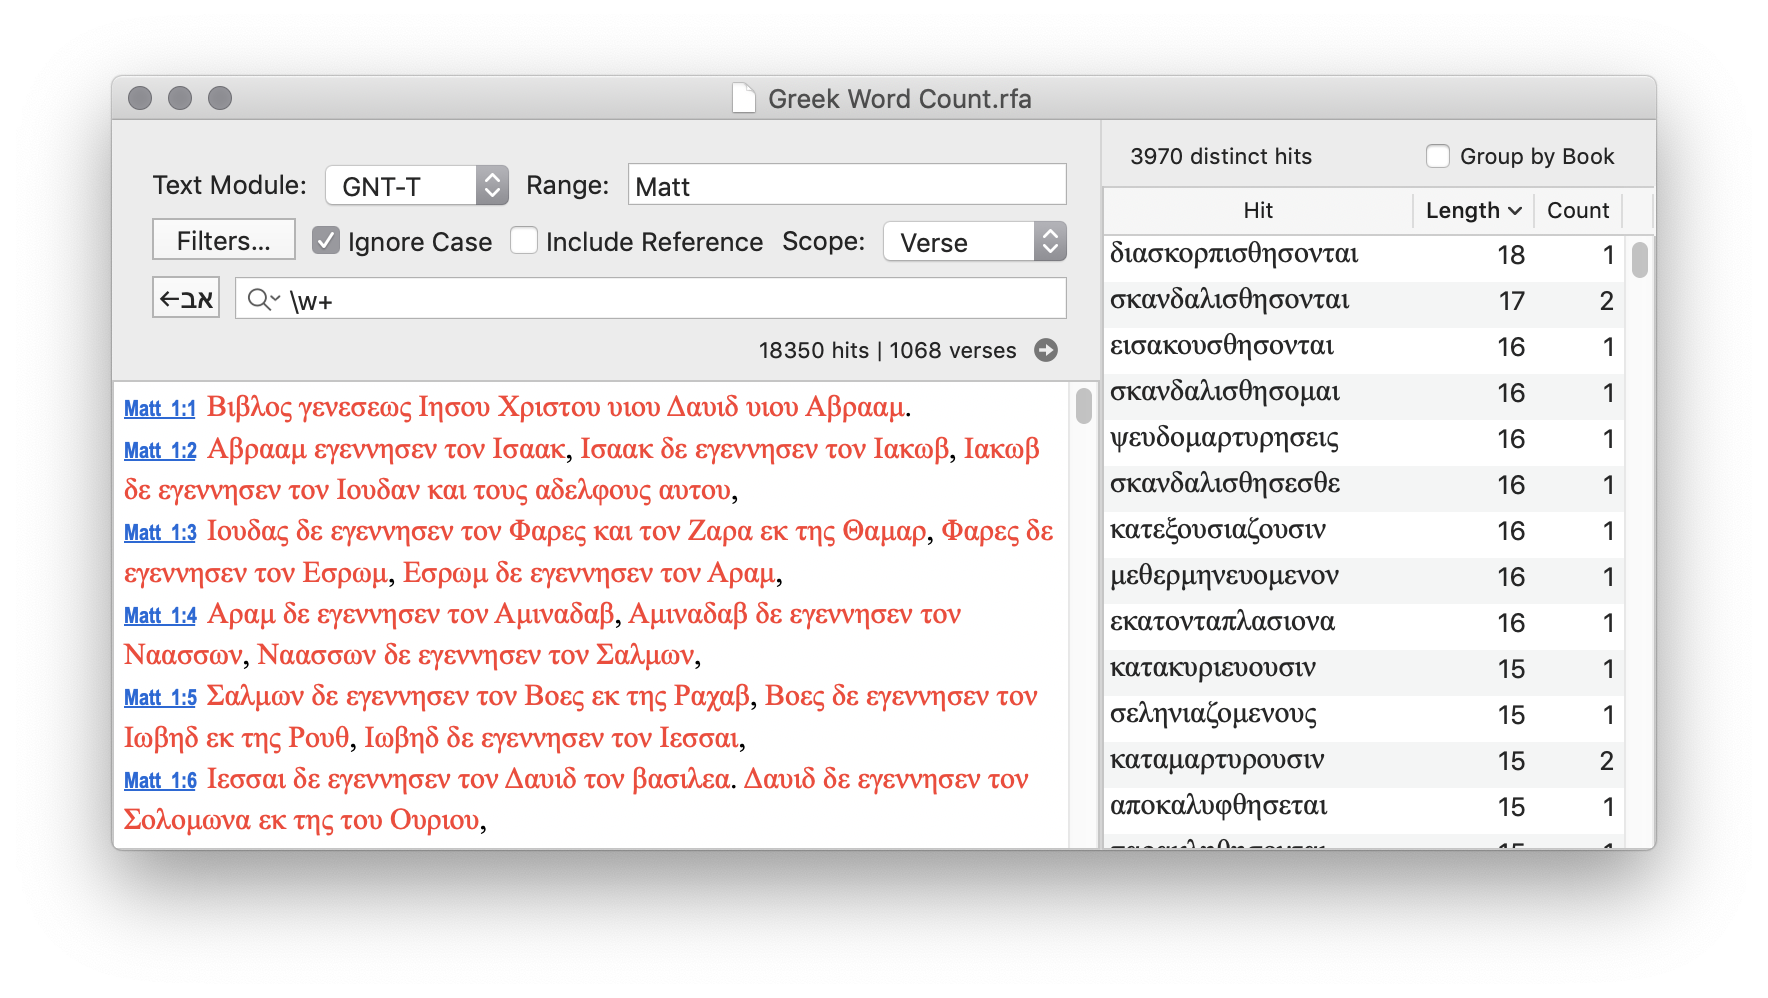 Greek Word Count.rfa
Text Module: GNT-T Range: Matt
Filters... Ignore Case Include Reference Scope: Verse
←אב \w+
18350 hits | 1068 verses
Matt 1:1 Βιβλος γενεσεως Ιησου Χριστου υιου Δαυιδ υιου Αβρααμ.
Matt 1:2 Αβρααμ εγεννησεν τον Ισαακ, Ισαακ δε εγεννησεν τον Ιακωβ, Ιακωβ
δε εγεννησεν τον Ιουδαν και τους αδελφους αυτου,
Matt 1:3 Ιουδας δε εγεννησεν τον Φαρες και τον Ζαρα εκ της Θαμαρ, Φαρες δε
εγεννησεν τον Εσρωμ, Εσρωμ δε εγεννησεν τον Αραμ,
Matt 1:4 Αραμ δε εγεννησεν τον Αμιναδαβ, Αμιναδαβ δε εγεννησεν τον
Ναασσων, Ναασσων δε εγεννησεν τον Σαλμων,
Matt 1:5 Σαλμων δε εγεννησεν τον Βοες εκ της Ραχαβ, Βοες δε εγεννησεν τον
Ιωβηδ εκ της Ρουθ, Ιωβηδ δε εγεννησεν τον Ιεσσαι,
Matt 1:6 Ιεσσαι δε εγεννησεν τον Δαυιδ τον βασιλεα. Δαυιδ δε εγεννησεν τον
Σολομωνα εκ της του Ουριου,
3970 distinct hits Group by Book
Hit Length Count
διασκορπισθησονται 18 1
σκανδαλισθησονται 17 2
εισακουσθησονται 16 1
σκανδαλισθησομαι 16 1
ψευδομαρτυρησεις 16 1
σκανδαλισθησεσθε 16 1
κατεξουσιαζουσιν 16 1
μεθερμηνευομενον 16 1
εκατονταπλασιονα 16 1
κατακυριευουσιν 15 1
σεληνιαζομενους 15 1
καταμαρτυρουσιν 15 2
αποκαλυφθησεται 15 1